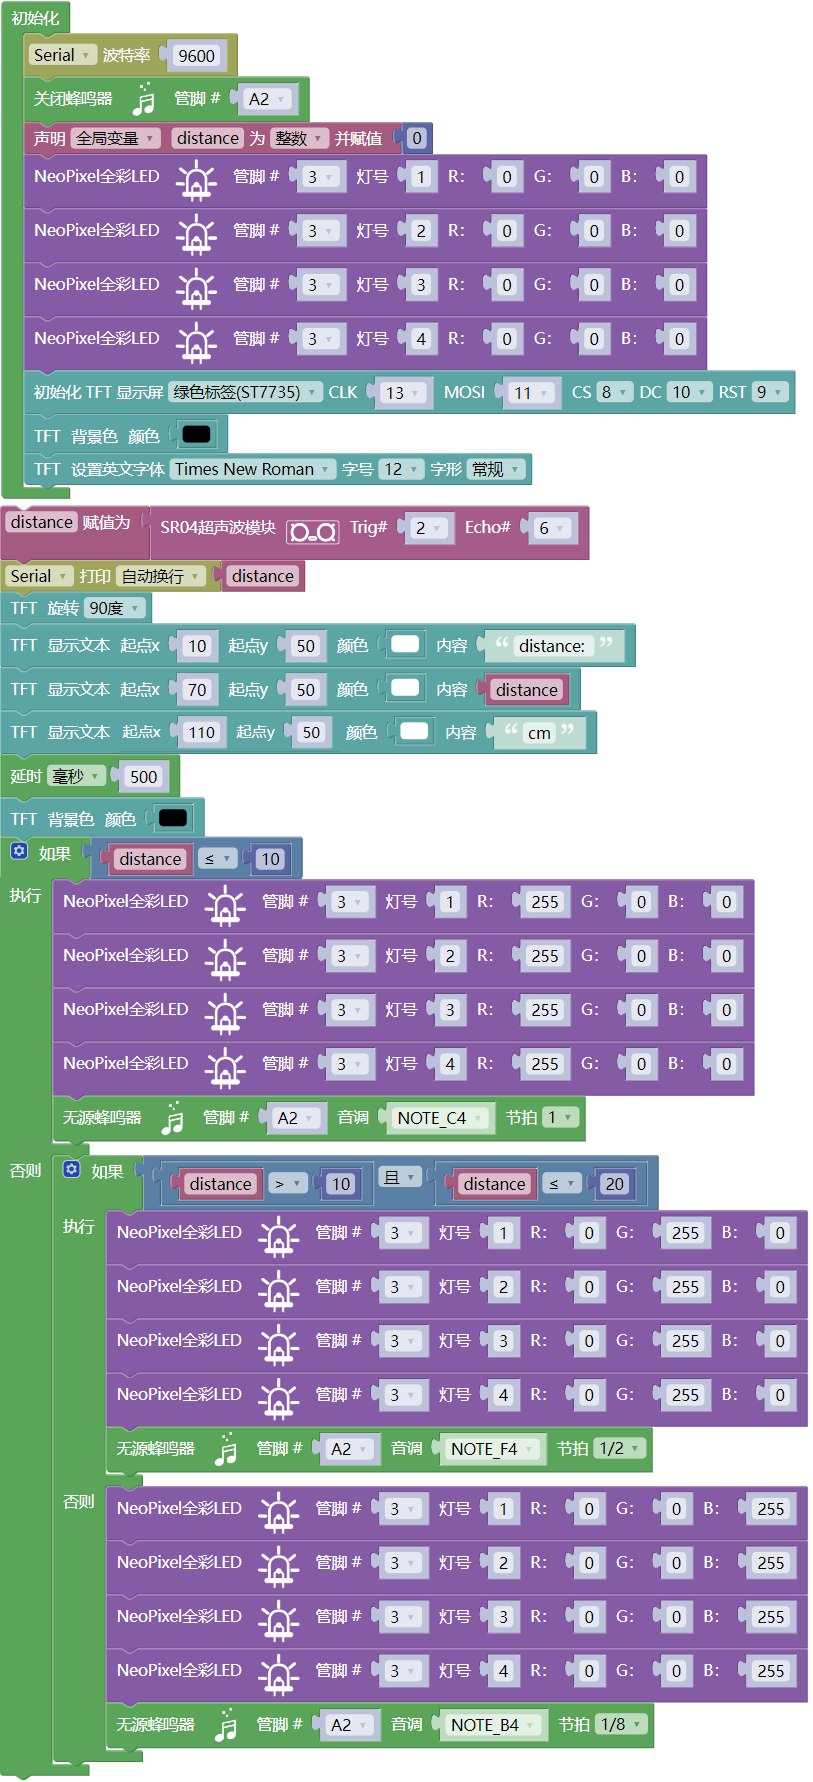 初始化
Serial 波特率 9600
关闭蜂鸣器 管脚 # A2
声明 全局变量 distance 为 整数 并赋值 0
NeoPixel全彩LED 管脚 # 3 灯号 1 R: 0 G: 0 B: 0
NeoPixel全彩LED 管脚 # 3 灯号 2 R: 0 G: 0 B: 0
NeoPixel全彩LED 管脚 # 3 灯号 3 R: 0 G: 0 B: 0
NeoPixel全彩LED 管脚 # 3 灯号 4 R: 0 G: 0 B: 0
初始化 TFT 显示屏 绿色标签(ST7735) CLK 13 MOSI 11 CS 8 DC 10 RST 9
TFT 背景色 颜色
TFT 设置英文字体 Times New Roman 字号 12 字形 常规
distance 赋值为 SR04超声波模块 Trig# 2 Echo# 6
Serial 打印 自动换行 distance
TFT 旋转 90度
TFT 显示文本 起点x 10 起点y 50 颜色 内容 “ distance: ”
TFT 显示文本 起点x 70 起点y 50 颜色 内容 distance
TFT 显示文本 起点x 110 起点y 50 颜色 内容 “ cm ”
延时 毫秒 500
TFT 背景色 颜色
如果 distance ≤ 10
执行 NeoPixel全彩LED 管脚 # 3 灯号 1 R: 255 G: 0 B: 0
NeoPixel全彩LED 管脚 # 3 灯号 2 R: 255 G: 0 B: 0
NeoPixel全彩LED 管脚 # 3 灯号 3 R: 255 G: 0 B: 0
NeoPixel全彩LED 管脚 # 3 灯号 4 R: 255 G: 0 B: 0
无源蜂鸣器 管脚 # A2 音调 NOTE_C4 节拍 1
否则 如果 distance > 10 且 distance ≤ 20
执行 NeoPixel全彩LED 管脚 # 3 灯号 1 R: 0 G: 255 B: 0
NeoPixel全彩LED 管脚 # 3 灯号 2 R: 0 G: 255 B: 0
NeoPixel全彩LED 管脚 # 3 灯号 3 R: 0 G: 255 B: 0
NeoPixel全彩LED 管脚 # 3 灯号 4 R: 0 G: 255 B: 0
无源蜂鸣器 管脚 # A2 音调 NOTE_F4 节拍 1/2
否则 NeoPixel全彩LED 管脚 # 3 灯号 1 R: 0 G: 0 B: 255
NeoPixel全彩LED 管脚 # 3 灯号 2 R: 0 G: 0 B: 255
NeoPixel全彩LED 管脚 # 3 灯号 3 R: 0 G: 0 B: 255
NeoPixel全彩LED 管脚 # 3 灯号 4 R: 0 G: 0 B: 255
无源蜂鸣器 管脚 # A2 音调 NOTE_B4 节拍 1/8